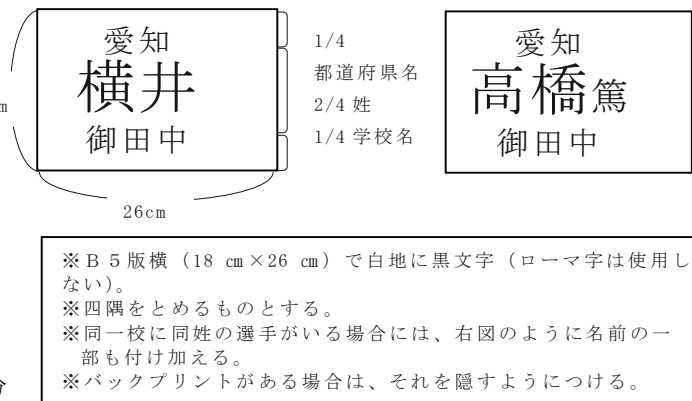 愛知
横井
御田中
1/4
都道府県名
2/4 姓
1/4 学校名
愛知
高橋篤
御田中
m
26cm
※Ｂ５版横（18 ㎝×26 ㎝）で白地に黒文字（ローマ字は使用し
ない）。
※四隅をとめるものとする。
※同一校に同姓の選手がいる場合には、右図のように名前の一
部も付け加える。
※バックプリントがある場合は、それを隠すようにつける。